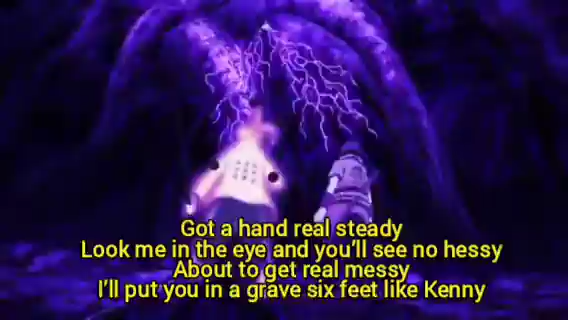 Got a hand real steady
Look me in the eye and you'll see no hessy
About to get real messy
I'll put you in a grave six feet like Kenny